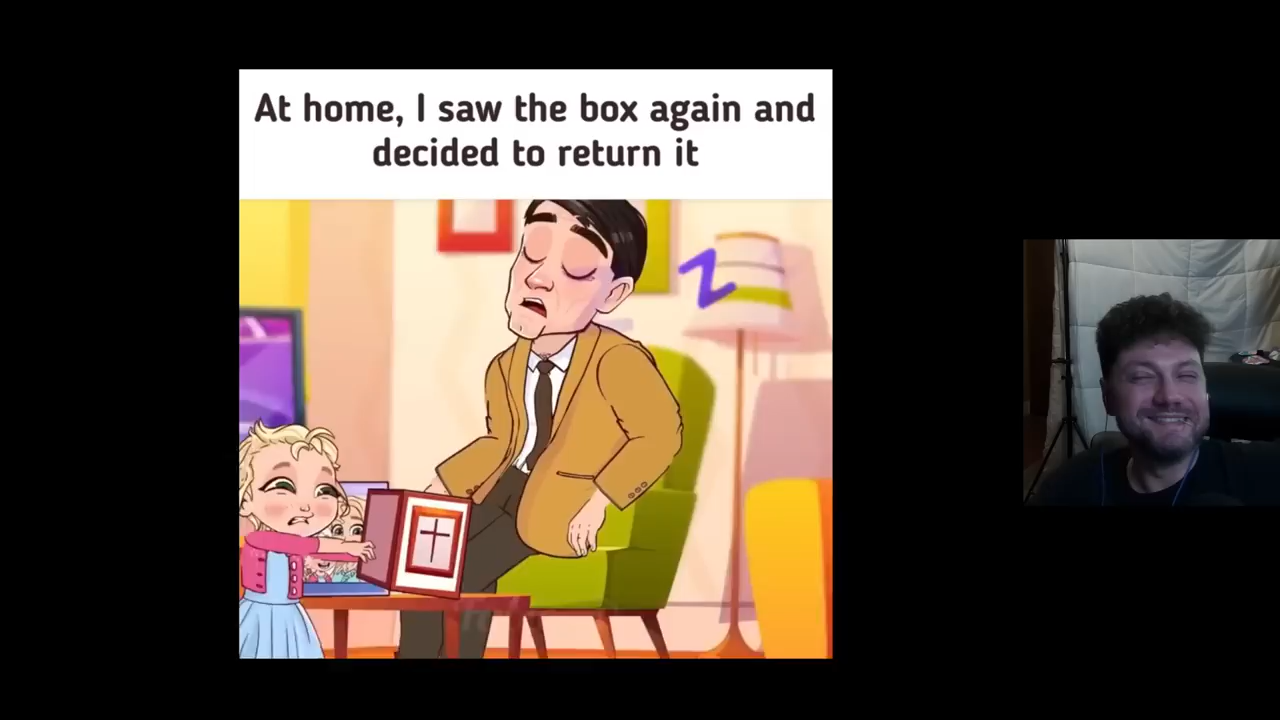 At home, I saw the box again and
decided to return it
Z